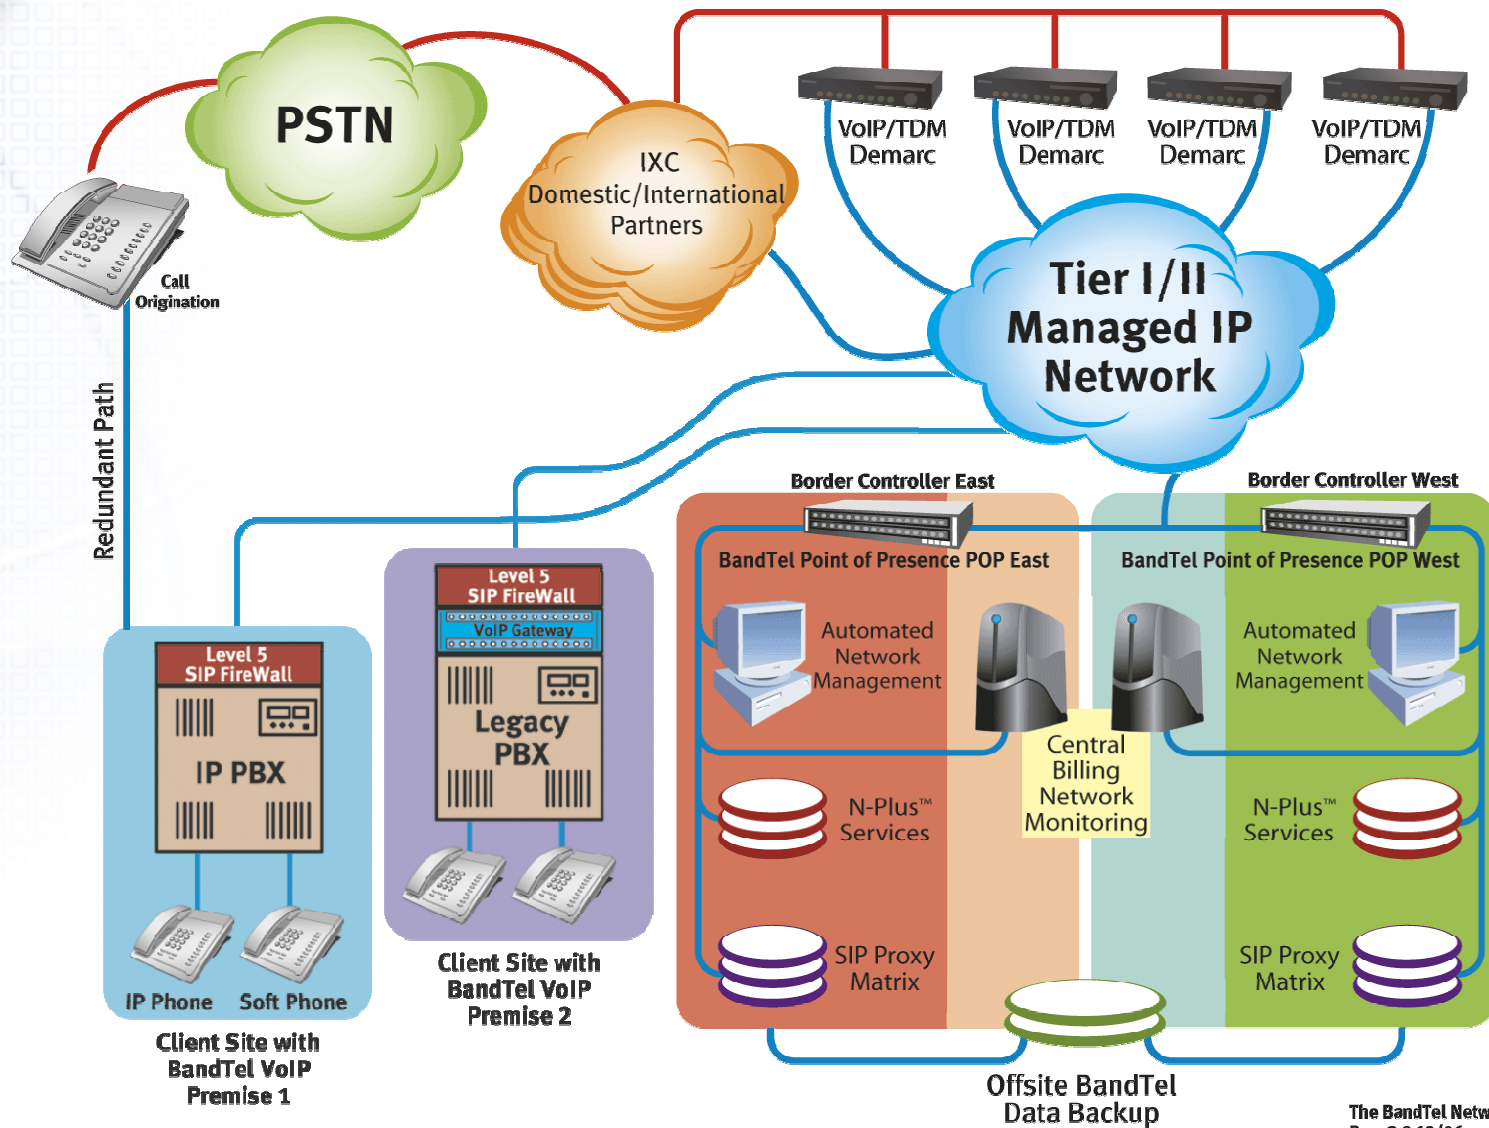 PSTN
IXC
Domestic/International
Partners
VoIP/TDM
Demarc
VoIP/TDM
Demarc
VoIP/TDM
Demarc
VoIP/TDM
Demarc
Call
Origination
Tier I/II
Managed IP
Network
Redundant Path
Border Controller East
Border Controller West
BandTel Point of Presence POP East
BandTel Point of Presence POP West
Level 5
SIP FireWall
VoIP Gateway
Legacy
PBX
Level 5
SIP FireWall
IP PBX
Automated
Network
Management
Automated
Network
Management
Central
Billing
Network
Monitoring
N-Plus™
Services
N-Plus™
Services
SIP Proxy
Matrix
SIP Proxy
Matrix
IP Phone
Soft Phone
Client Site with
BandTel VoIP
Premise 2
Client Site with
BandTel VoIP
Premise 1
Offsite BandTel
Data Backup
The BandTel Netw